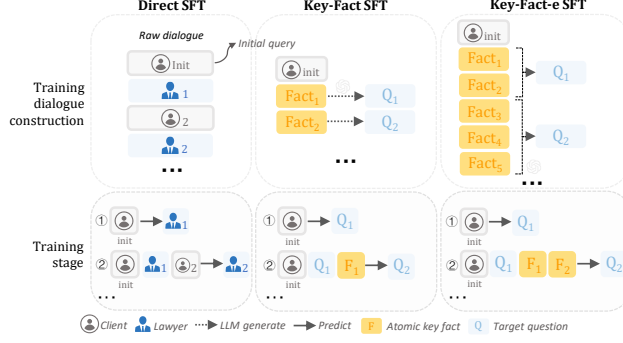 Direct SFT
Key-Fact SFT
Key-Fact-e SFT
Raw dialogue
Initial query
Init
1
2
2
...
Training
dialogue
construction
init
Fact1
Q1
Fact2
Q2
...
init
Fact1
Fact2
Q1
Fact3
Fact4
Q2
Fact5
...
Training
stage
① → 1
init
② 1 2 → 2
init
...
① → Q1
init
② Q1 F1 → Q2
init
...
① → Q1
init
② Q1 F1 F2 → Q2
init
...
Client Lawyer LLM generate Predict F Atomic key fact Q Target question